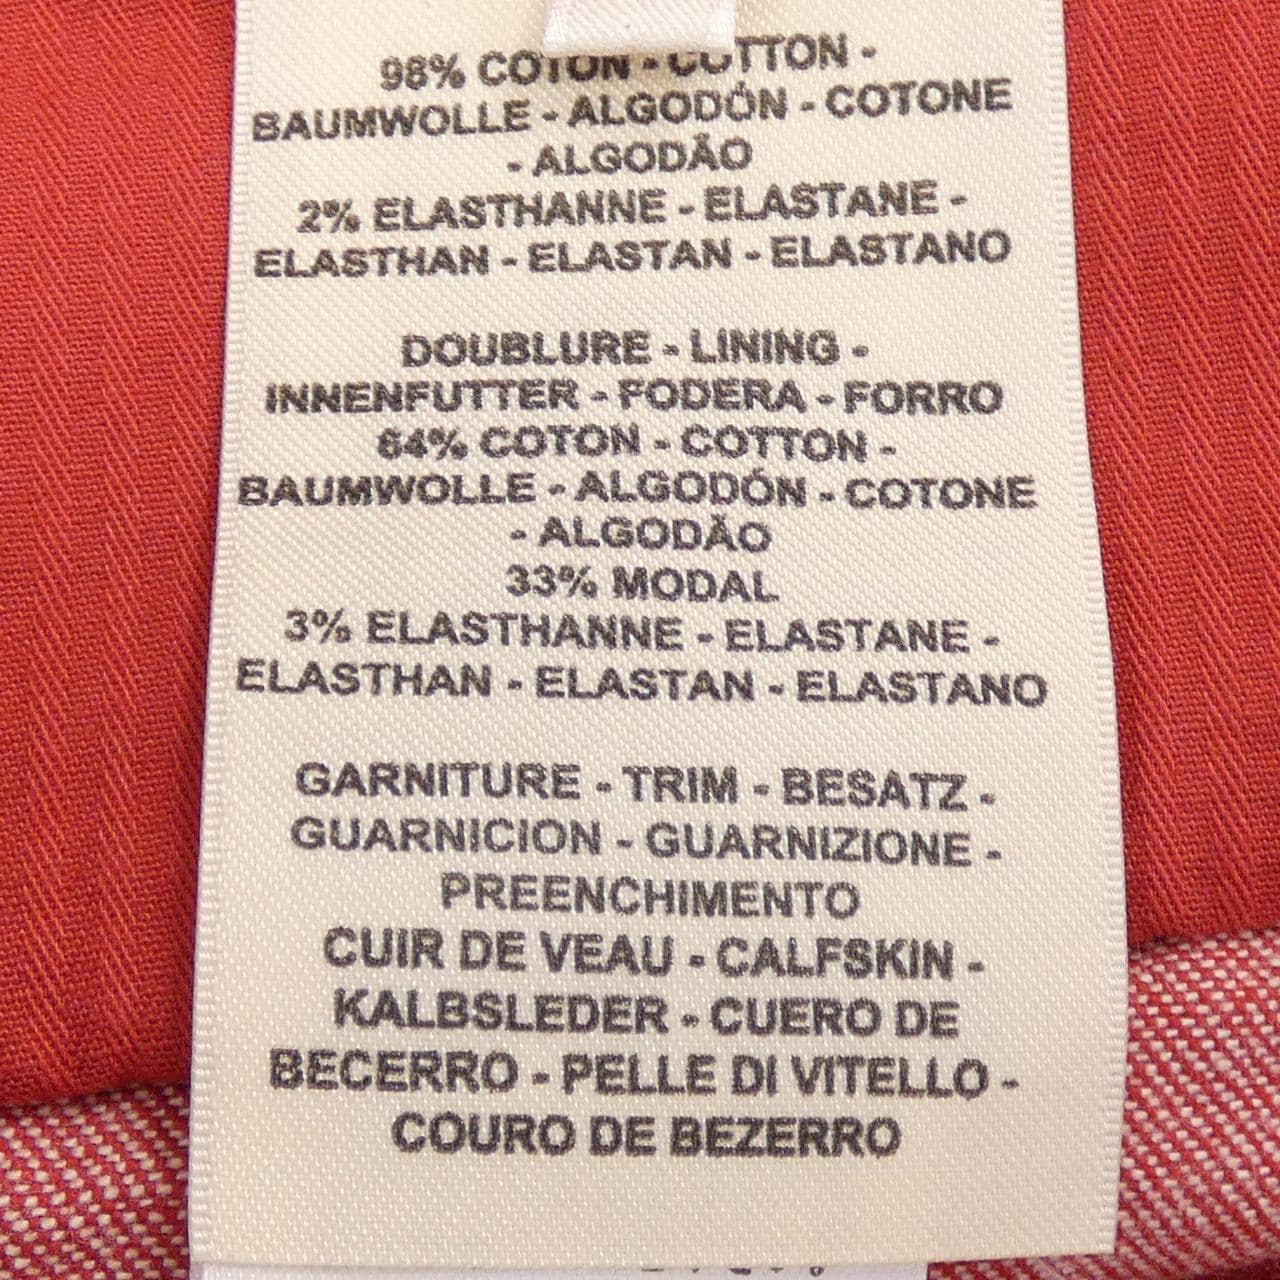 98% COTON - COTTON -
BAUMWOLLE - ALGODÓN - COTONE
- ALGODÃO
2% ELASTHANNE - ELASTANE -
ELASTHAN - ELASTAN - ELASTANO
DOUBLURE - LINING -
INNENFUTTER - FODERA - FORRO
64% COTON - COTTON -
BAUMWOLLE - ALGODÓN - COTONE
- ALGODÃO
33% MODAL
3% ELASTHANNE - ELASTANE -
ELASTHAN - ELASTAN - ELASTANO
GARNITURE - TRIM - BESATZ -
GUARNICION - GUARNIZIONE -
PREENCHIMENTO
CUIR DE VEAU - CALFSKIN -
KALBSLEDER - CUERO DE
BECERRO - PELLE DI VITELLO -
COURO DE BEZERRO